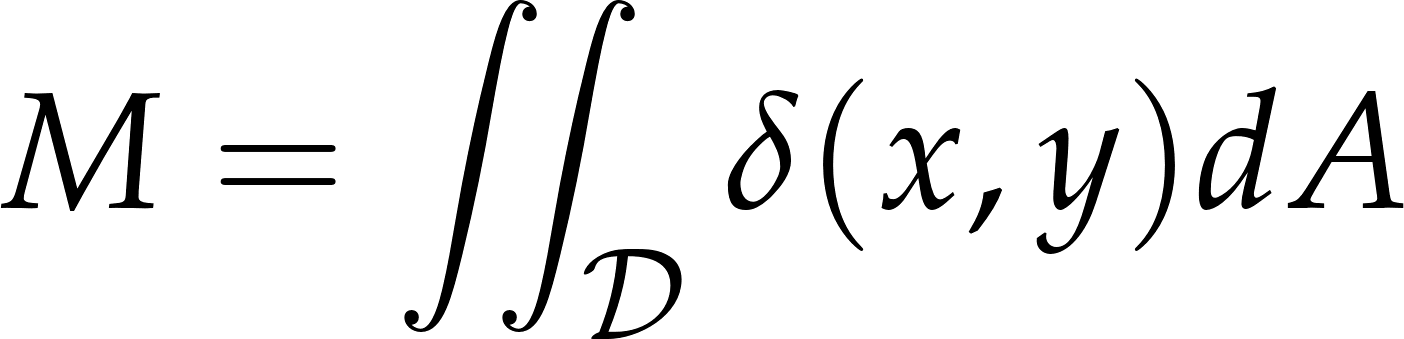 M = ∬_𝒟 δ(x, y)dA